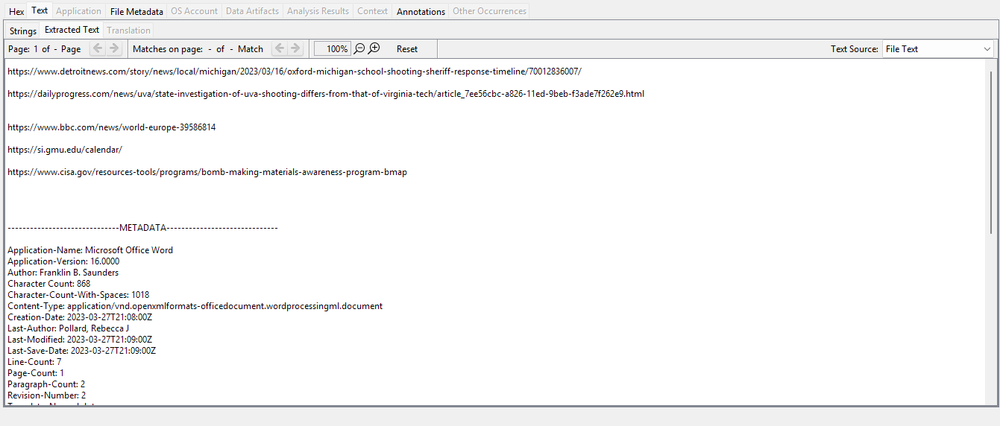 Hex Text Application File Metadata OS Account Data Artifacts Analysis Results Context Annotations Other Occurrences
Strings Extracted Text Translation
Page: 1 of - Page Matches on page: - of - Match 100% Reset Text Source: File Text
https://www.detroitnews.com/story/news/local/michigan/2023/03/16/oxford-michigan-school-shooting-sheriff-response-timeline/70012836007/
https://dailyprogress.com/news/uva/state-investigation-of-uva-shooting-differs-from-that-of-virginia-tech/article_7ee56cbc-a826-11ed-9beb-f3ade7f262e9.html
https://www.bbc.com/news/world-europe-39586814
https://si.gmu.edu/calendar/
https://www.cisa.gov/resources-tools/programs/bomb-making-materials-awareness-program-bmap
------------------------------METADATA------------------------------
Application-Name: Microsoft Office Word
Application-Version: 16.0000
Author: Franklin B. Saunders
Character Count: 868
Character-Count-With-Spaces: 1018
Content-Type: application/vnd.openxmlformats-officedocument.wordprocessingml.document
Creation-Date: 2023-03-27T21:08:00Z
Last-Author: Pollard, Rebecca J
Last-Modified: 2023-03-27T21:09:00Z
Last-Save-Date: 2023-03-27T21:09:00Z
Line-Count: 7
Page-Count: 1
Paragraph-Count: 2
Revision-Number: 2